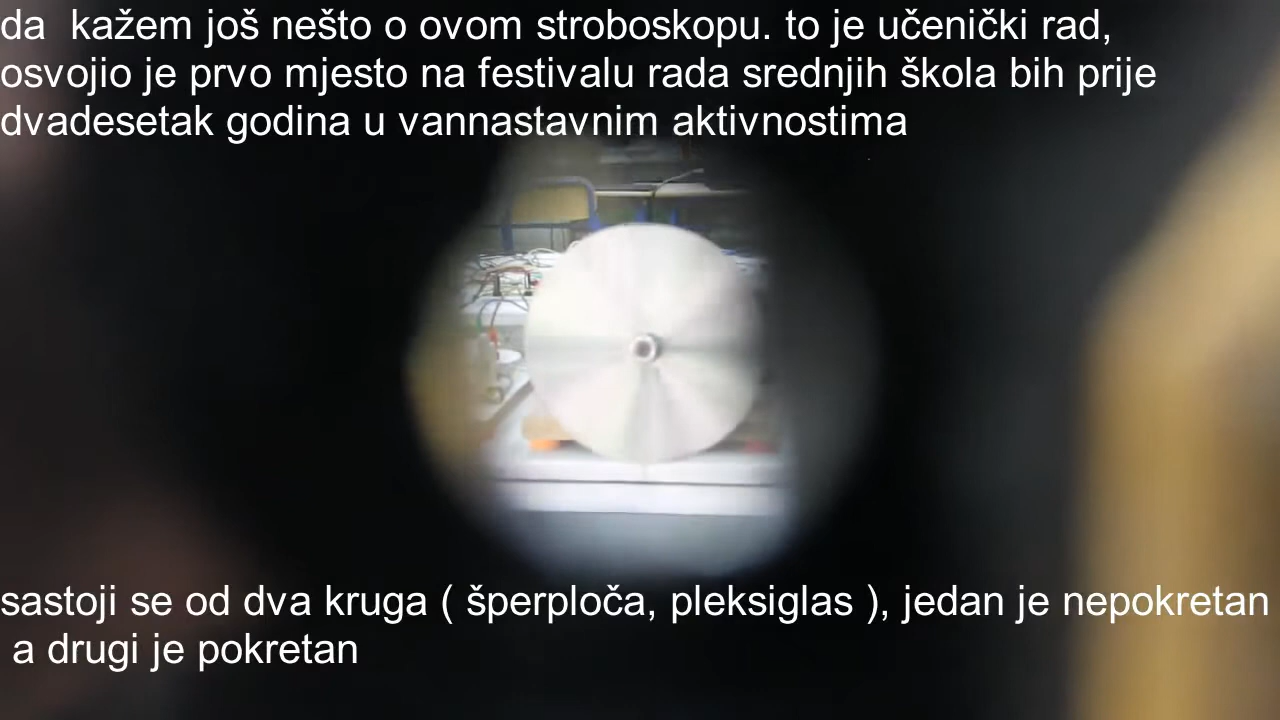 da  kažem još nešto o ovom stroboskopu. to je učenički rad,
osvojio je prvo mjesto na festivalu rada srednjih škola bih prije
dvadesetak godina u vannastavnim aktivnostima
sastoji se od dva kruga ( šperploča, pleksiglas ), jedan je nepokretan
a drugi je pokretan